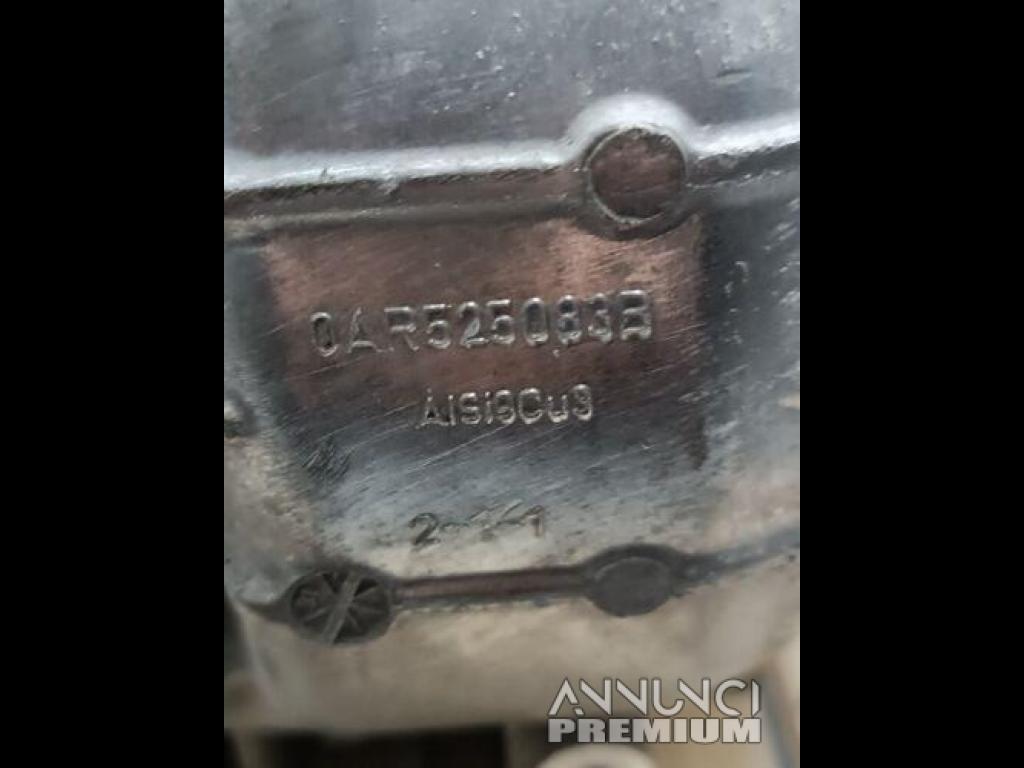 0AR525083B
AlSi9Cu3
ANNUNCI
PREMIUM